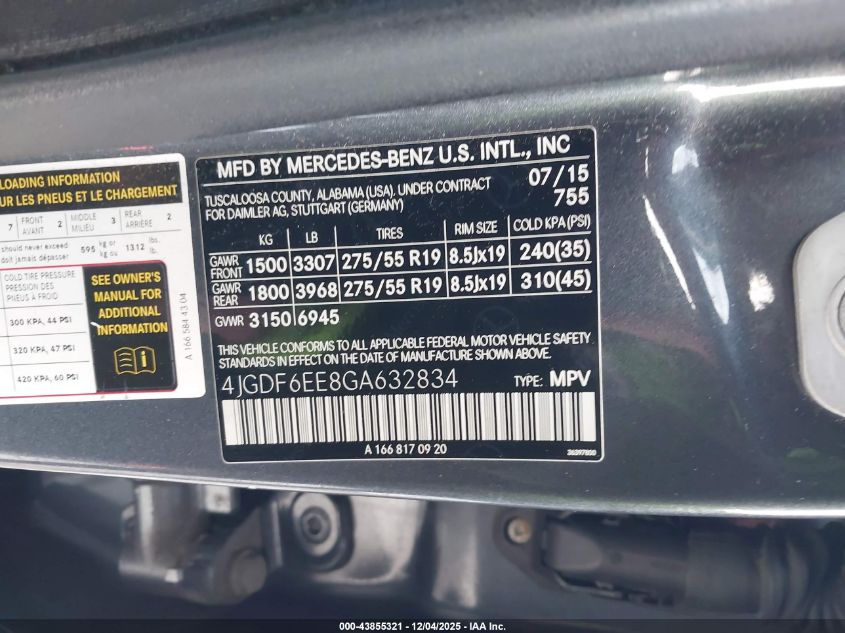 LOADING INFORMATION
UR LES PNEUS ET LE CHARGEMENT
7 FRONT AVANT 2 MIDDLE MILIEU 3 REAR ARRIÈRE 2
should never exceed
doit jamais dépasser 595 kg or kg ou 1312 lbs. lb.
COLD TIRE PRESSURE
PRESSION DES
PNEUS A FROID
300 KPA, 44 PSI
320 KPA, 47 PSI
420 KPA, 60 PSI
SEE OWNER'S
MANUAL FOR
ADDITIONAL
INFORMATION
A 166 584 43 04
MFD BY MERCEDES-BENZ U.S. INTL., INC
TUSCALOOSA COUNTY, ALABAMA (USA), UNDER CONTRACT
FOR DAIMLER AG, STUTTGART (GERMANY)
07/15
755
KG LB TIRES RIM SIZE COLD KPA(PSI)
GAWR FRONT 1500 3307 275/55 R19 8.5Jx19 240(35)
GAWR REAR 1800 3968 275/55 R19 8.5Jx19 310(45)
GVWR 3150 6945
THIS VEHICLE CONFORMS TO ALL APPLICABLE FEDERAL MOTOR VEHICLE SAFETY
STANDARDS IN EFFECT ON THE DATE OF MANUFACTURE SHOWN ABOVE.
4JGDF6EE8GA632834 TYPE: MPV
A 166 817 09 20
36397800
000-43855321 - 12/04/2025 - IAA Inc.